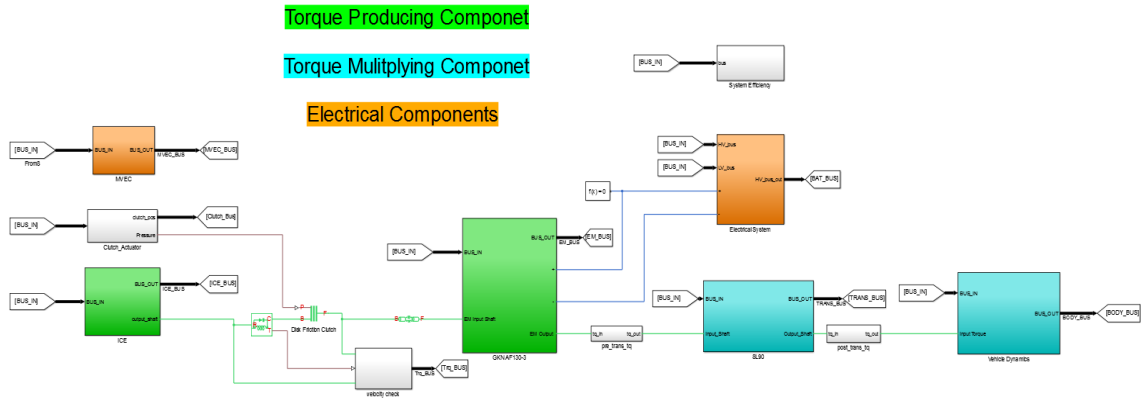 Torque Producing Componet
Torque Mulitplying Componet
Electrical Components
[BUS_IN]
bus
System Efficiency
[BUS_IN]
From8
BUS_IN
BUS_OUT
MVEC_BUS
[MVEC_BUS]
MVEC
[BUS_IN]
[BUS_IN]
HV_bus
LV_bus
+
-
HV_bus_out
[BAT_BUS]
Electrical System
f(x) = 0
[BUS_IN]
clutch_pos
Pressure
[Clutch_Bus]
Clutch_Actuator
[BUS_IN]
BUS_IN
BUS_OUT
ICE_BUS
[ICE_BUS]
output_shaft
ICE
B
C
T
P
B
F
Disk Friction Clutch
B
F
velocity check
Trq_BUS
[Trq_BUS]
[BUS_IN]
BUS_IN
BUS_OUT
EM_BUS
[EM_BUS]
+
-
EM Input Shaft
EM Output
GKNAF130-3
tq_in
tq_out
pre_trans_tq
[BUS_IN]
BUS_IN
BUS_OUT
TRANS_BUS
[TRANS_BUS]
Input_Shaft
Output_Shaft
8L90
tq_in
tq_out
post_trans_tq
[BUS_IN]
BUS_IN
Input Torque
BUS_OUT
BODY_BUS
[BODY_BUS]
Vehicle Dynamics